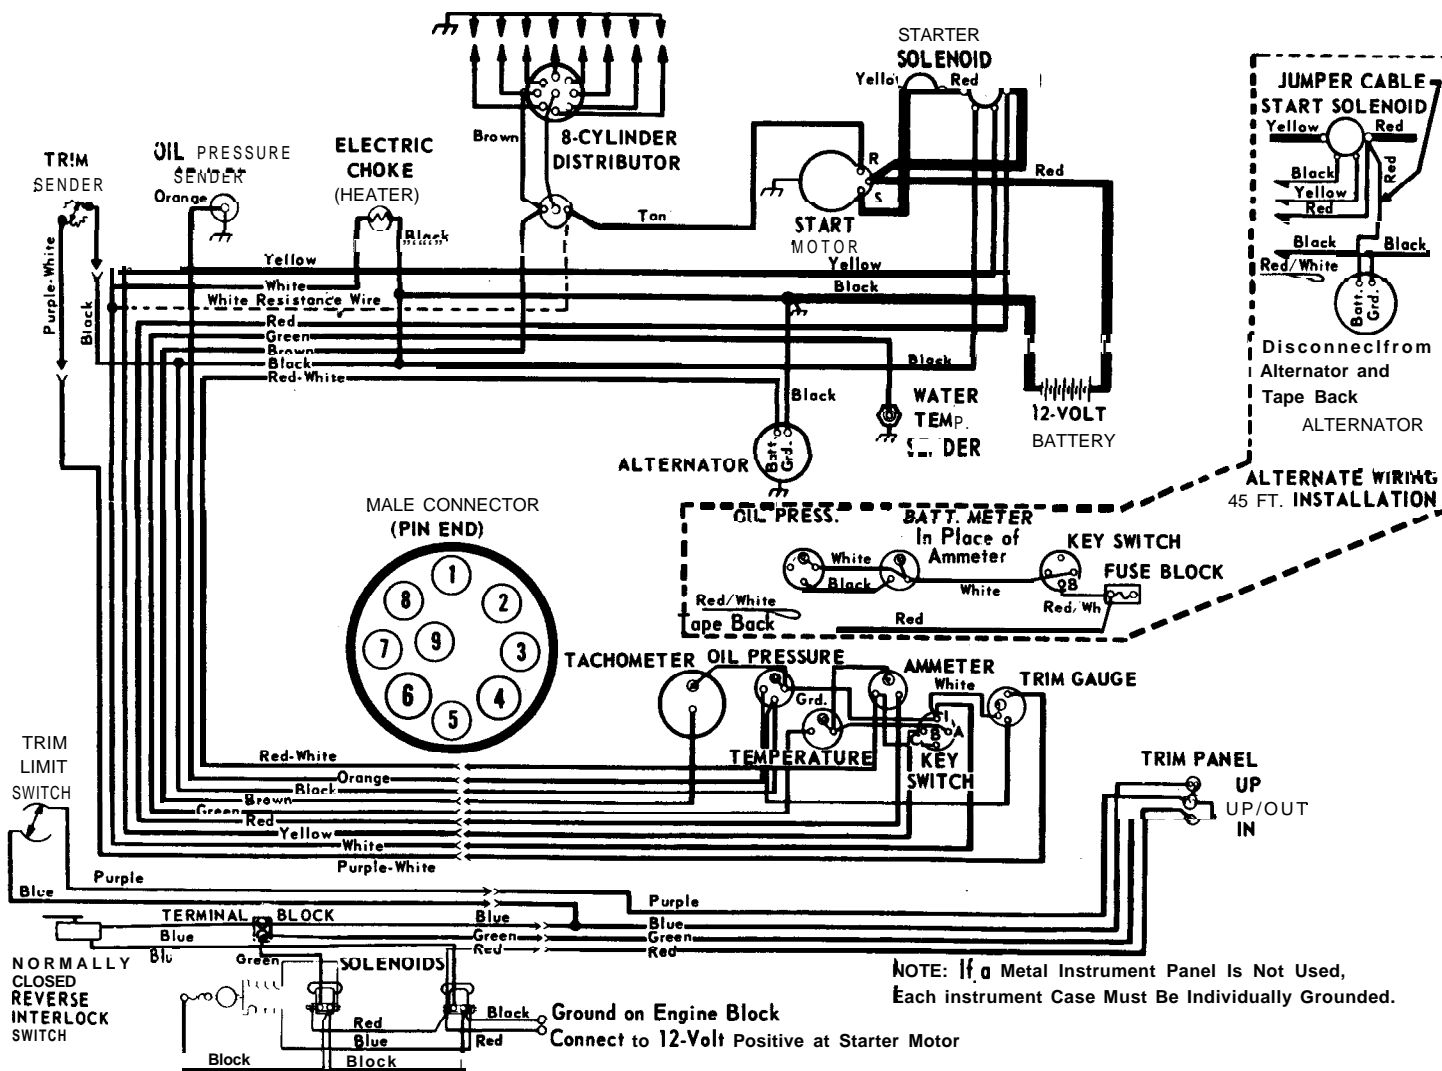 STARTER
SOLENOID
Yello
Red
JUMPER CABLE
START SOLENOID
Yellow
Red
Black
Yellow
Red
Red
Black
Black
Red/White
Batt.
Grd.
Disconneclfrom
Alternator and
Tape Back
ALTERNATOR
ALTERNATE WIRING
45 FT. INSTALLATION
Brown
8-CYLINDER
DISTRIBUTOR
ELECTRIC
CHOKE
(HEATER)
Black
OIL PRESSURE
SENDER
Orange
TRIM
SENDER
Purple-White
Black
Tan
R
S
START
MOTOR
Red
Yellow
Yellow
White
Black
White Resistance Wire
Red
Green
Brown
Black
Black
Red-White
Black
WATER
TEMP.
DER
12-VOLT
BATTERY
ALTERNATOR
Batt
Grd.
MALE CONNECTOR
(PIN END)
1
2
3
4
5
6
7
8
9
OIL PRESS.
BATT. METER
In Place of
Ammeter
KEY SWITCH
FUSE BLOCK
White
Black
White
B
Red/Wh
Red/White
Tape Back
Red
TACHOMETER
OIL PRESSURE
AMMETER
TRIM GAUGE
White
Grd.
I
A
B
C
TEMPERATURE
KEY
SWITCH
TRIM
LIMIT
SWITCH
Red-White
Orange
Black
Brown
Green
Red
Yellow
White
Purple-White
TRIM PANEL
UP
UP/OUT
IN
Purple
Blue
Purple
TERMINAL BLOCK
Blue
Blue
Blue
Green
Green
Blu
Red
Red
Green
SOLENOIDS
NORMALLY
CLOSED
REVERSE
INTERLOCK
SWITCH
Red
Blue
Black
Red
Block
Block
Ground on Engine Block
Connect to 12-Volt Positive at Starter Motor
NOTE: If a Metal Instrument Panel Is Not Used,
Each instrument Case Must Be Individually Grounded.